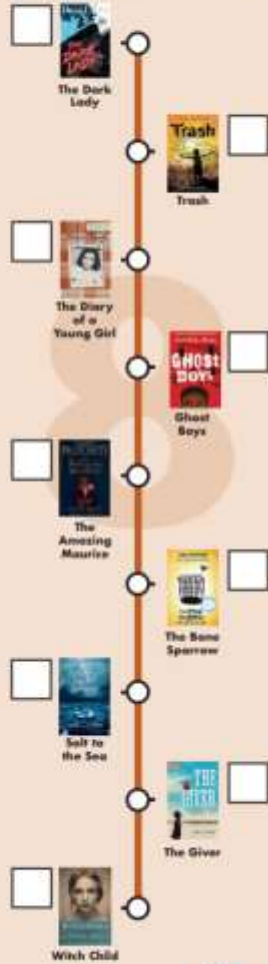 The Dark
Lady
Trash
Trash
The Diary
of a
Young Girl
GHOST
BOYS
Ghost
Boys
The
Amazing
Maurice
The Bone
Sparrow
Salt to
the Sea
THE
GIVER
The Giver
Witch Child
8